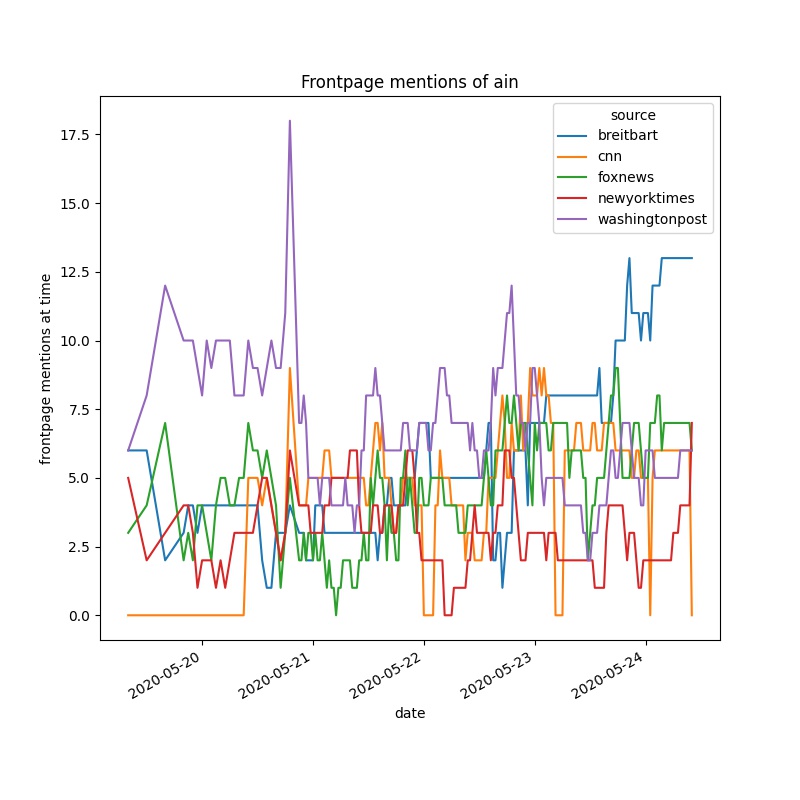 Frontpage mentions of ain
source
breitbart
cnn
foxnews
newyorktimes
washingtonpost
frontpage mentions at time
17.5
15.0
12.5
10.0
7.5
5.0
2.5
0.0
2020-05-20
2020-05-21
2020-05-22
2020-05-23
2020-05-24
date